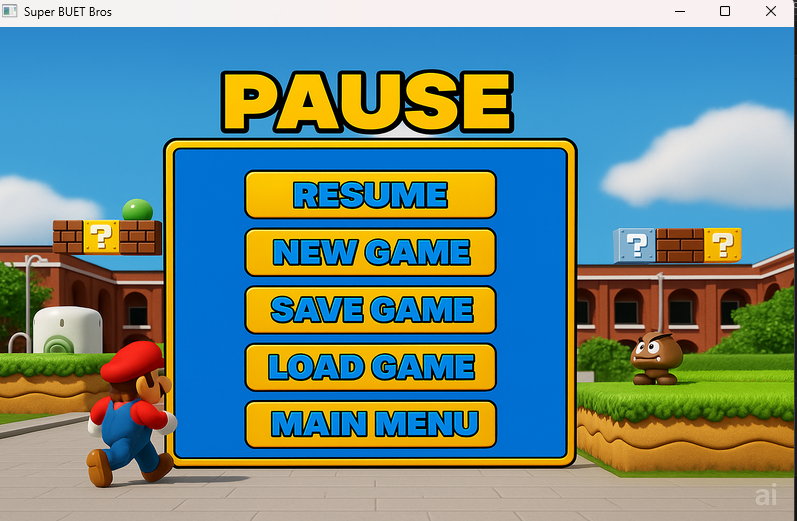 Super BUET Bros
PAUSE
RESUME
? ?
?
NEW GAME
SAVE GAME
LOAD GAME
MAIN MENU
ai